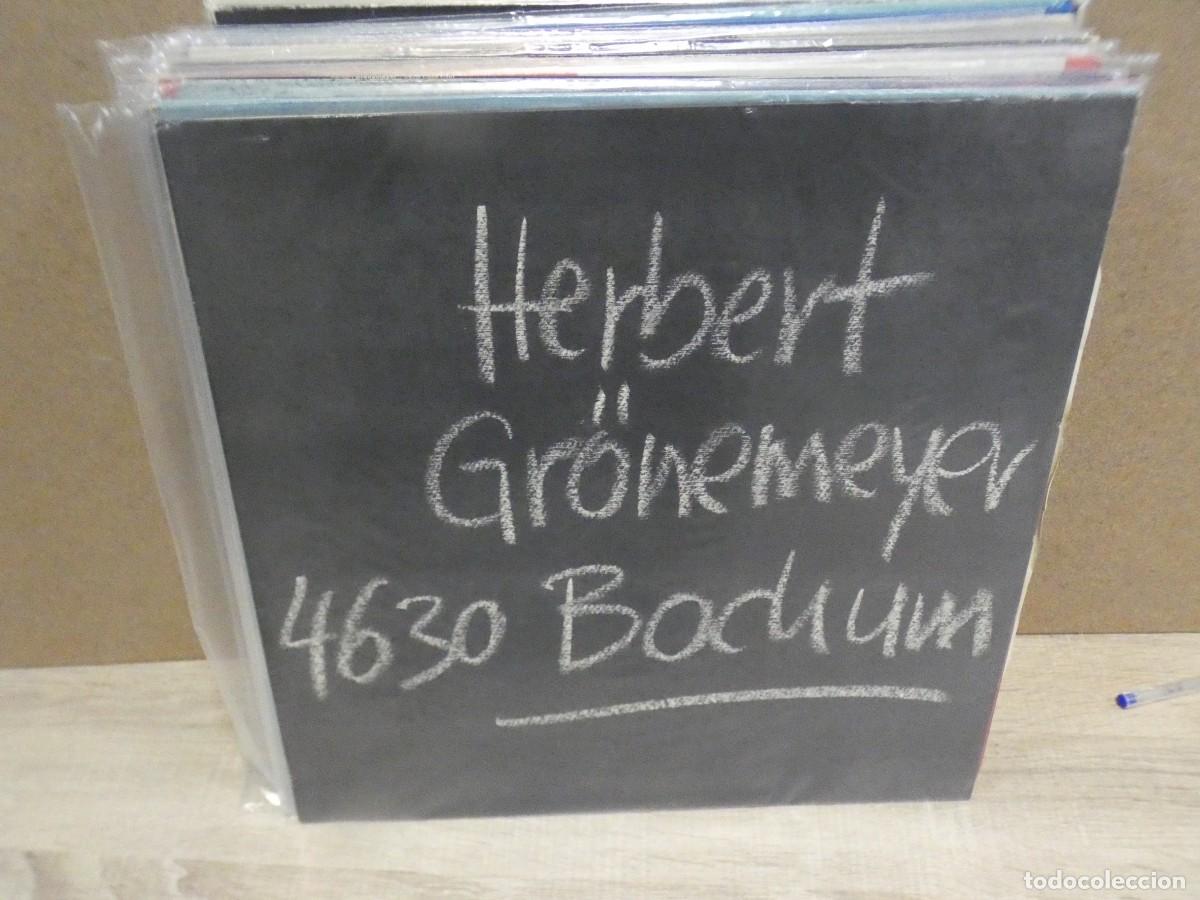 Herbert
Grönemeyer
4630 Bochum
todocoleccion